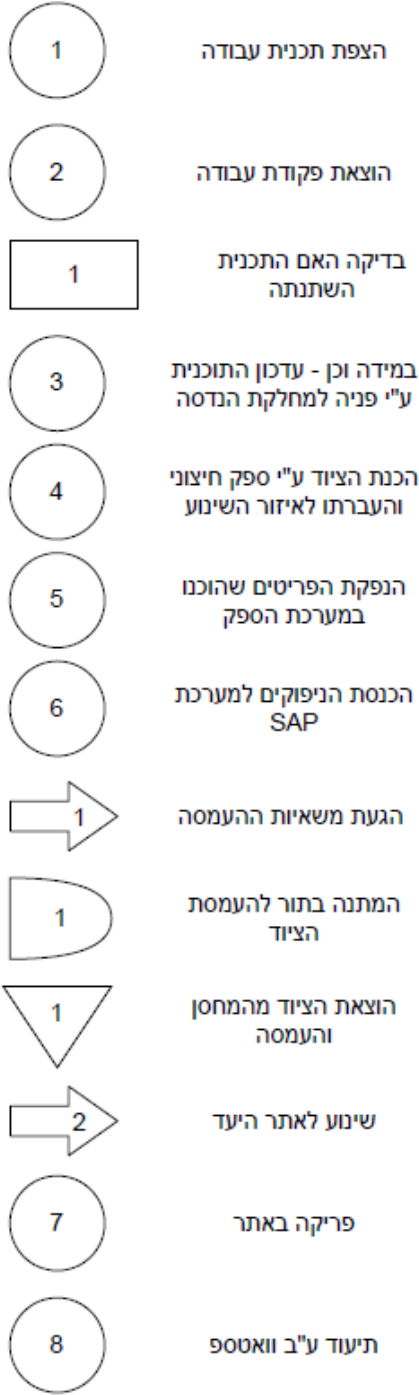 1
הצפת תכנית עבודה
2
הוצאת פקודת עבודה
1
בדיקה האם התכנית
השתנתה
3
במידה וכן - עדכון התוכנית
ע"י פניה למחלקת הנדסה
4
הכנת הציוד ע"י ספק חיצוני
והעברתו לאיזור השינוע
5
הנפקת הפריטים שהוכנו
במערכת הספק
6
הכנסת הניפוקים למערכת
SAP
1
הגעת משאיות ההעמסה
1
המתנה בתור להעמסת
הציוד
1
הוצאת הציוד מהמחסן
והעמסה
2
שינוע לאתר היעד
7
פריקה באתר
8
תיעוד ע"ב וואטספ